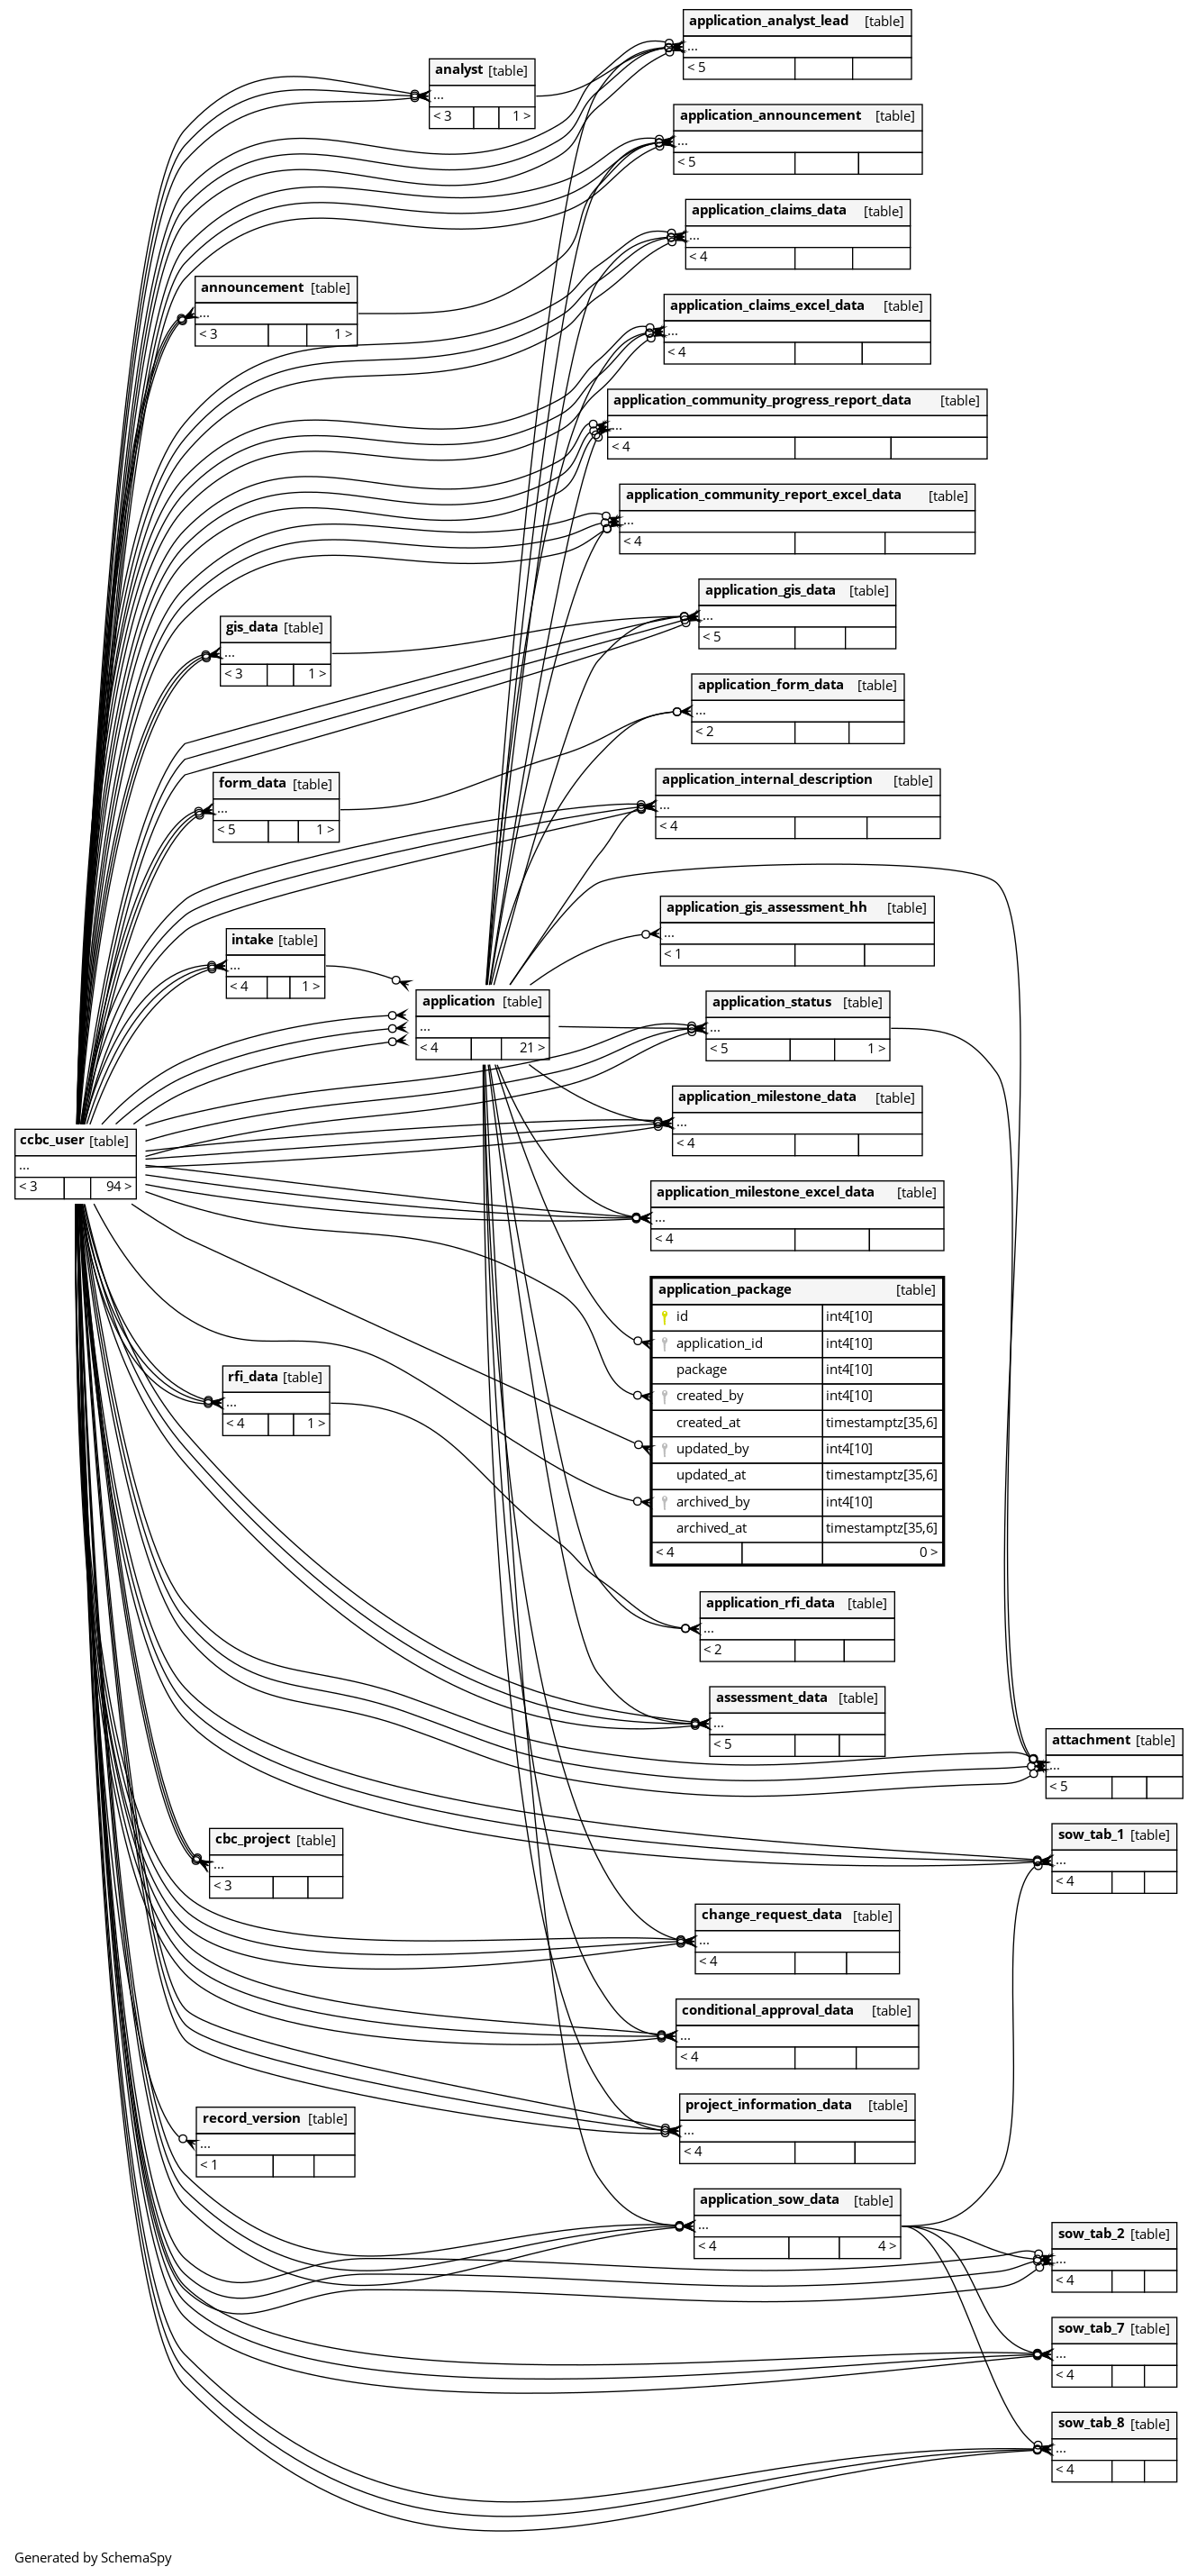 application_analyst_lead [table]
...
< 5
analyst [table]
...
< 3 1 >
application_announcement [table]
...
< 5
application_claims_data [table]
...
< 4
announcement [table]
...
< 3 1 >
application_claims_excel_data [table]
...
< 4
application_community_progress_report_data [table]
...
< 4
application_community_report_excel_data [table]
...
< 4
application_gis_data [table]
...
< 5
gis_data [table]
...
< 3 1 >
application_form_data [table]
...
< 2
form_data [table]
...
< 5 1 >
application_internal_description [table]
...
< 4
application_gis_assessment_hh [table]
...
< 1
intake [table]
...
< 4 1 >
application [table]
...
< 4 21 >
application_status [table]
...
< 5 1 >
application_milestone_data [table]
...
< 4
ccbc_user [table]
...
< 3 94 >
application_milestone_excel_data [table]
...
< 4
application_package [table]
id int4[10]
application_id int4[10]
package int4[10]
created_by int4[10]
created_at timestamptz[35,6]
updated_by int4[10]
updated_at timestamptz[35,6]
archived_by int4[10]
archived_at timestamptz[35,6]
< 4 0 >
rfi_data [table]
...
< 4 1 >
application_rfi_data [table]
...
< 2
assessment_data [table]
...
< 5
attachment [table]
...
< 5
cbc_project [table]
...
< 3
sow_tab_1 [table]
...
< 4
change_request_data [table]
...
< 4
conditional_approval_data [table]
...
< 4
project_information_data [table]
...
< 4
record_version [table]
...
< 1
application_sow_data [table]
...
< 4 4 >
sow_tab_2 [table]
...
< 4
sow_tab_7 [table]
...
< 4
sow_tab_8 [table]
...
< 4
Generated by SchemaSpy